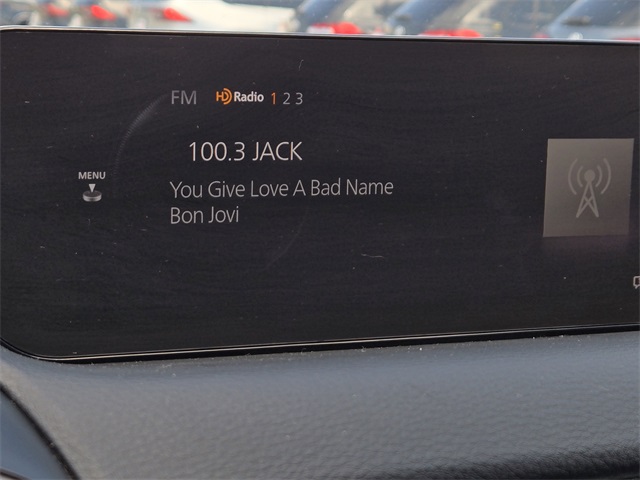 FM HD Radio 1 2 3
100.3 JACK
MENU
You Give Love A Bad Name
Bon Jovi